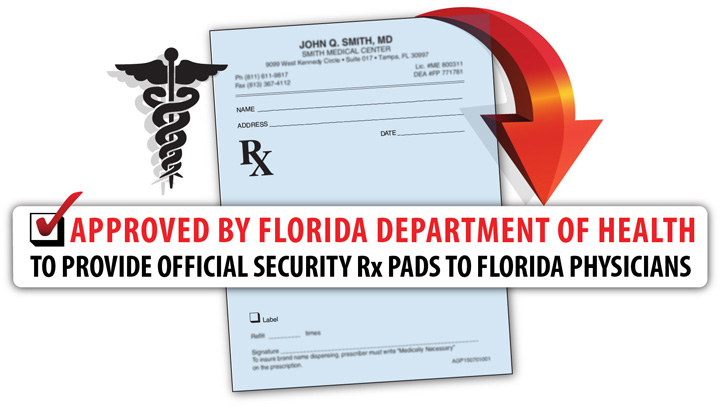 JOHN Q. SMITH, MD
SMITH MEDICAL CENTER
9099 West Kennedy Circle • Suite 017 • Tampa, FL 30997
Ph (811) 611-9817
Fax (813) 367-4112
Lic. #ME 800311
DEA #FP 771781
NAME
ADDRESS
DATE
Rx
APPROVED BY FLORIDA DEPARTMENT OF HEALTH
TO PROVIDE OFFICIAL SECURITY Rx PADS TO FLORIDA PHYSICIANS
Label
Refill times
Signature
To insure brand name dispensing, prescriber must write "Medically Necessary"
on the prescription.
AGP150701001